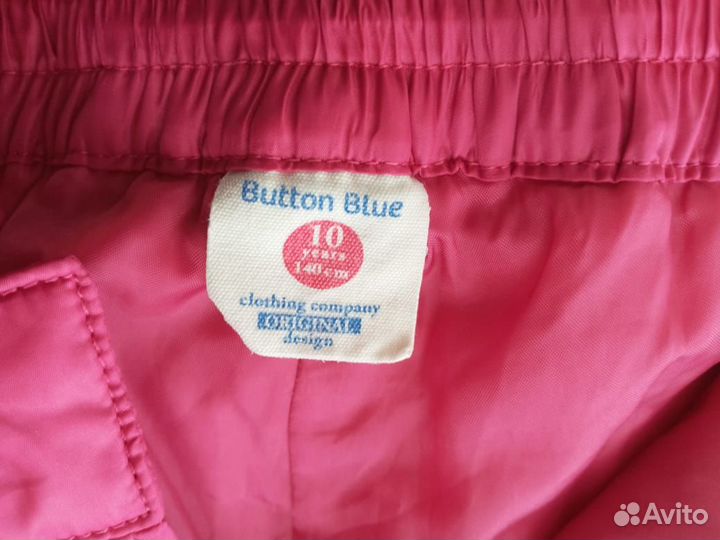 Button Blue
10
years
140 cm
clothing company
ORIGINAL
design
Avito